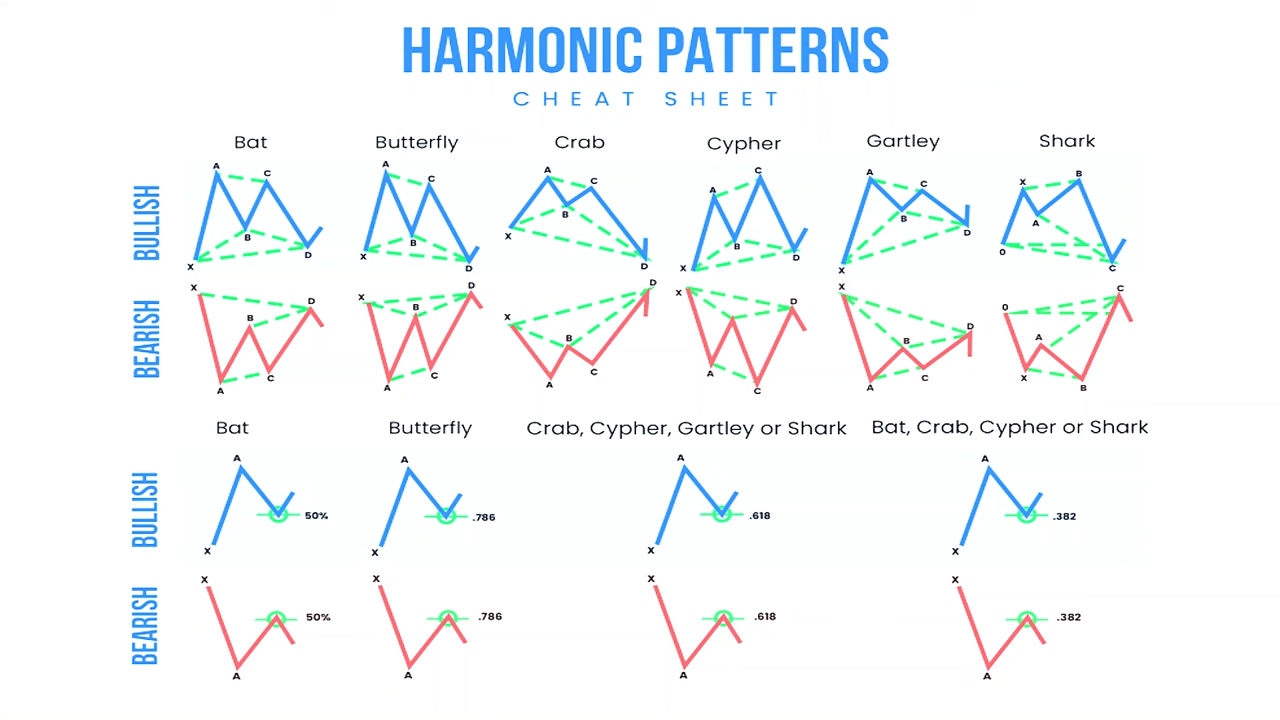 HARMONIC PATTERNS
CHEAT SHEET
Bat Butterfly Crab Cypher Gartley Shark
BULLISH
X A B C D
X A B C D
X A B C D
X A B C D
X A B C D
0 X A B C
BEARISH
X A B C D
X A B C D
X A B C D
X A C D
X A B C D
0 X A B C
Bat Butterfly Crab, Cypher, Gartley or Shark Bat, Crab, Cypher or Shark
BULLISH
X A 50%
X A .786
X A .618
X A .382
BEARISH
X A 50%
X A .786
X A .618
X A .382